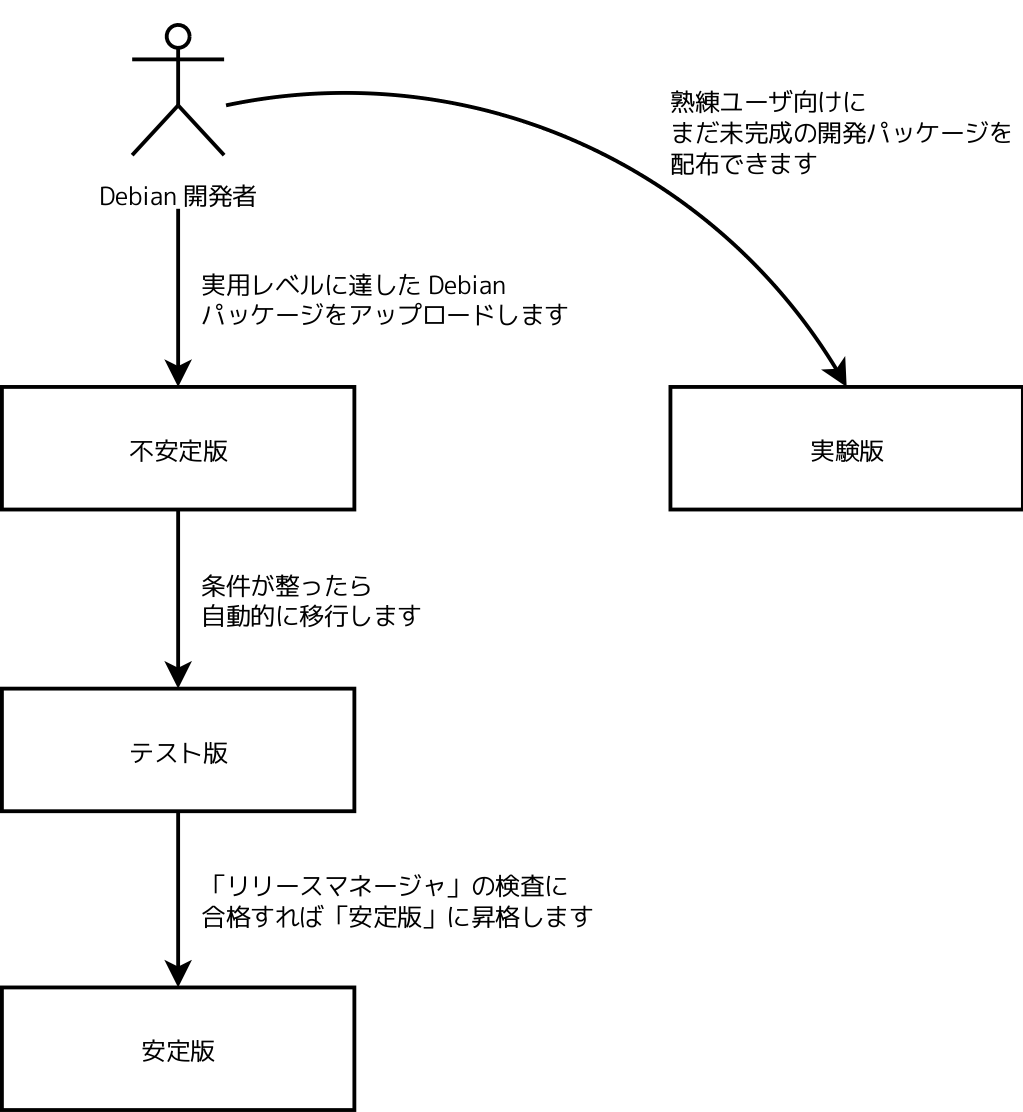 熟練ユーザ向けに
まだ未完成の開発パッケージを
配布できます
Debian 開発者
実用レベルに達した Debian
パッケージをアップロードします
不安定版
実験版
条件が整ったら
自動的に移行します
テスト版
「リリースマネージャ」の検査に
合格すれば「安定版」に昇格します
安定版